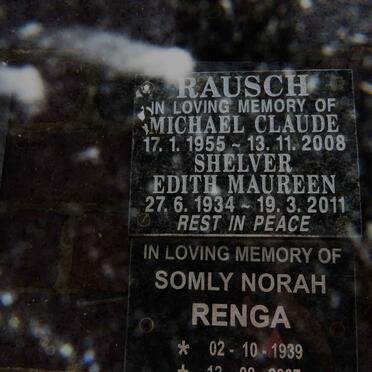 RAUSCH
IN LOVING MEMORY OF
MICHAEL CLAUDE
17. 1. 1955 ~ 13. 11. 2008
SHELVER
EDITH MAUREEN
27. 6. 1934 ~ 19. 3. 2011
REST IN PEACE
IN LOVING MEMORY OF
SOMLY NORAH
RENGA
* 02 - 10 - 1939